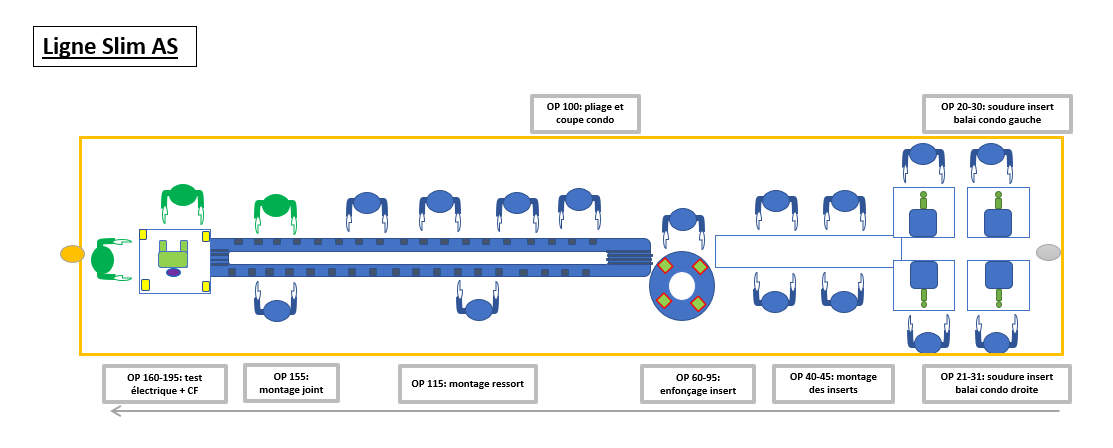 Ligne Slim AS
OP 100: pliage et
coupe condo
OP 20-30: soudure insert
balai condo gauche
OP 160-195: test
électrique + CF
OP 155:
montage joint
OP 115: montage ressort
OP 60-95:
enfonçage insert
OP 40-45: montage
des inserts
OP 21-31: soudure insert
balai condo droite